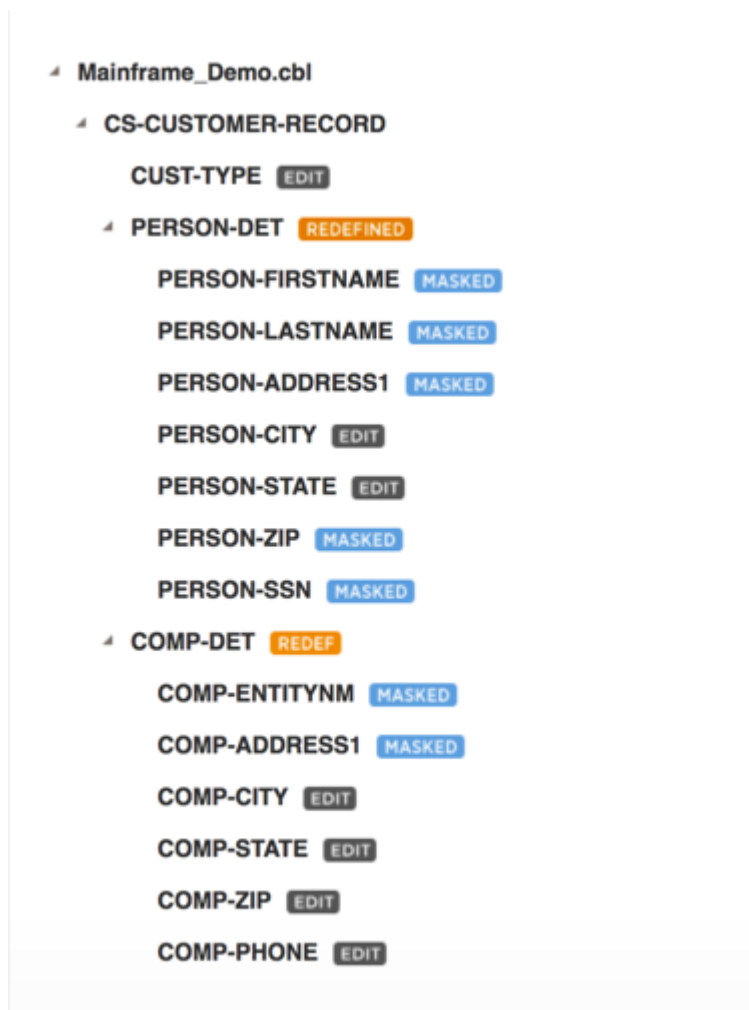 Mainframe_Demo.cbl
CS-CUSTOMER-RECORD
CUST-TYPE EDIT
PERSON-DET REDEFINED
PERSON-FIRSTNAME MASKED
PERSON-LASTNAME MASKED
PERSON-ADDRESS1 MASKED
PERSON-CITY EDIT
PERSON-STATE EDIT
PERSON-ZIP MASKED
PERSON-SSN MASKED
COMP-DET REDEF
COMP-ENTITYNM MASKED
COMP-ADDRESS1 MASKED
COMP-CITY EDIT
COMP-STATE EDIT
COMP-ZIP EDIT
COMP-PHONE EDIT